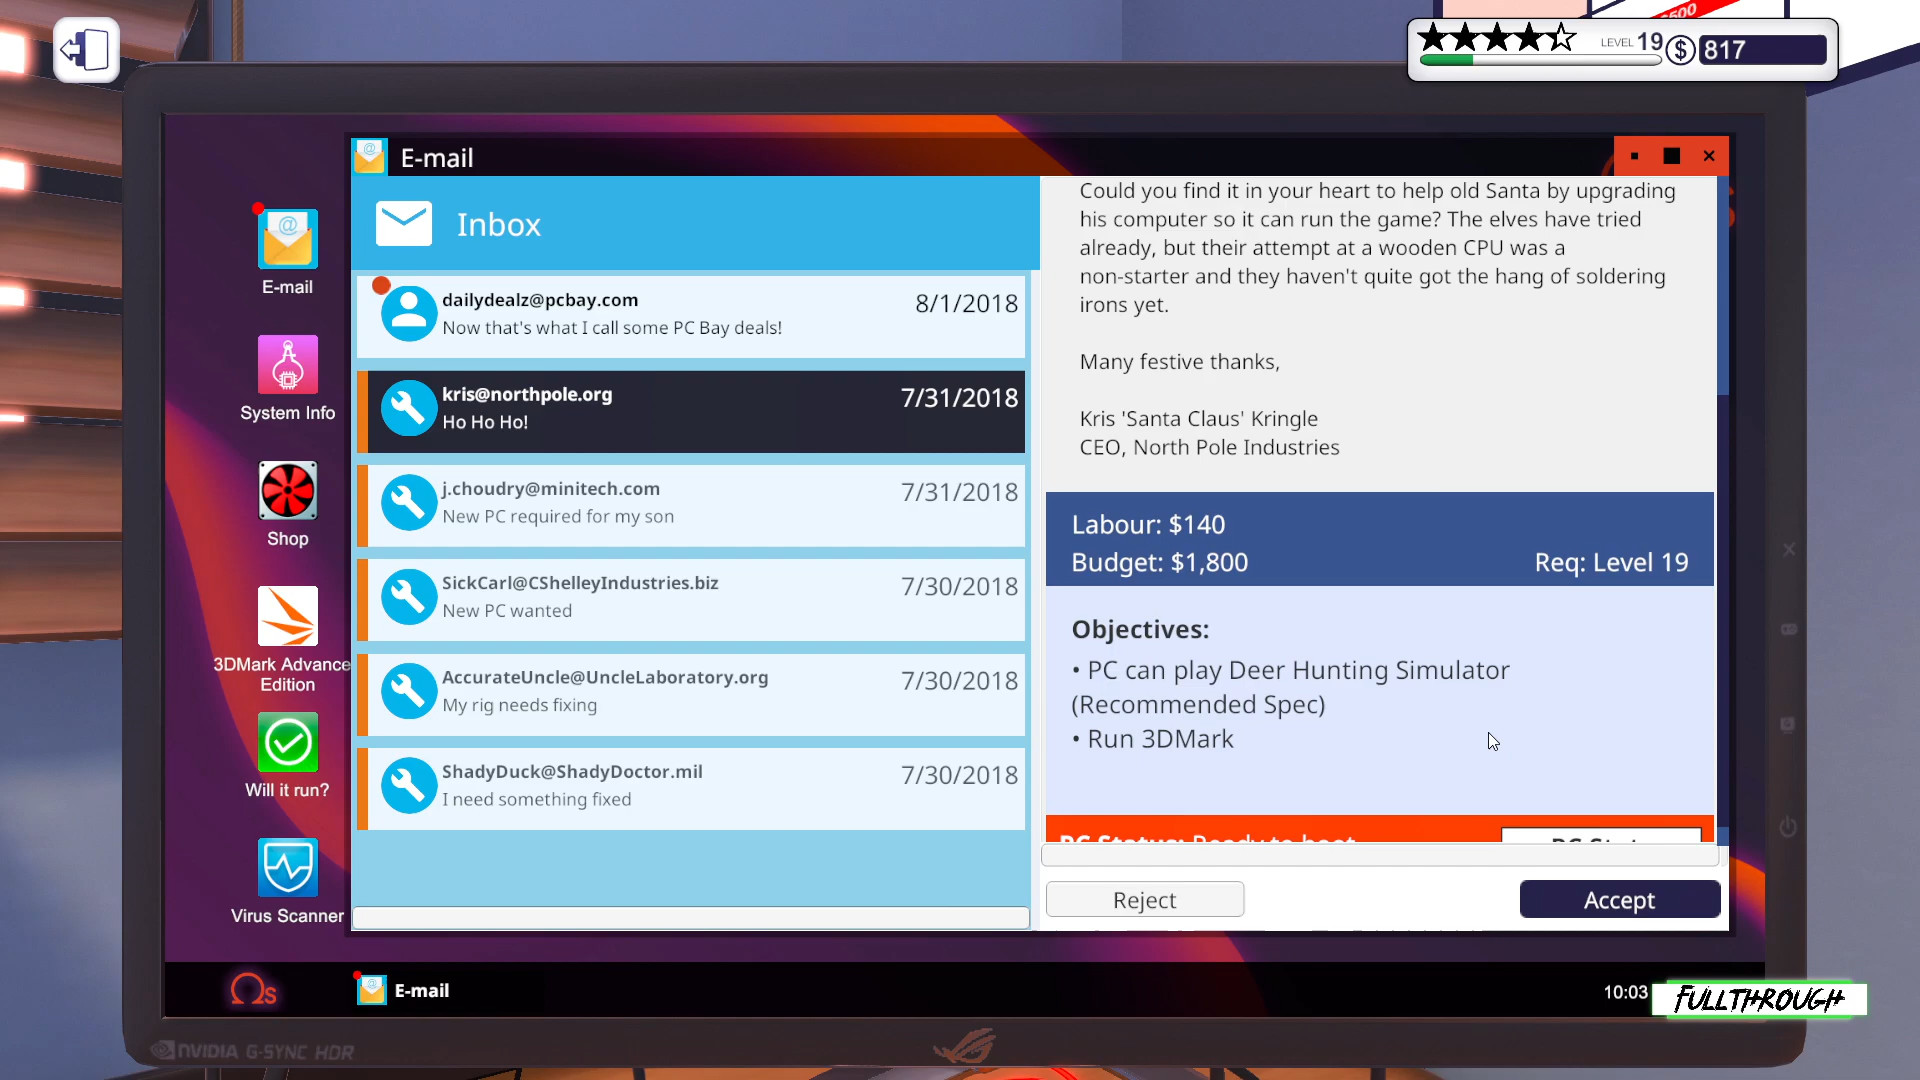 $500
LEVEL 19
$ 817
E-mail
Inbox
dailydealz@pcbay.com
8/1/2018
Now that's what I call some PC Bay deals!
kris@northpole.org
7/31/2018
Ho Ho Ho!
j.choudry@minitech.com
7/31/2018
New PC required for my son
SickCarl@CShelleyIndustries.biz
7/30/2018
New PC wanted
AccurateUncle@UncleLaboratory.org
7/30/2018
My rig needs fixing
ShadyDuck@ShadyDoctor.mil
7/30/2018
I need something fixed
Could you find it in your heart to help old Santa by upgrading
his computer so it can run the game? The elves have tried
already, but their attempt at a wooden CPU was a
non-starter and they haven't quite got the hang of soldering
irons yet.
Many festive thanks,
Kris 'Santa Claus' Kringle
CEO, North Pole Industries
Labour: $140
Budget: $1,800
Req: Level 19
Objectives:
• PC can play Deer Hunting Simulator
(Recommended Spec)
• Run 3DMark
PC Status: Ready to boot
Reject
Accept
E-mail
System Info
Shop
3DMark Advance
Edition
Will it run?
Virus Scanner
Ωs
E-mail
10:03
FULLTHROUGH
NVIDIA G-SYNC HDR